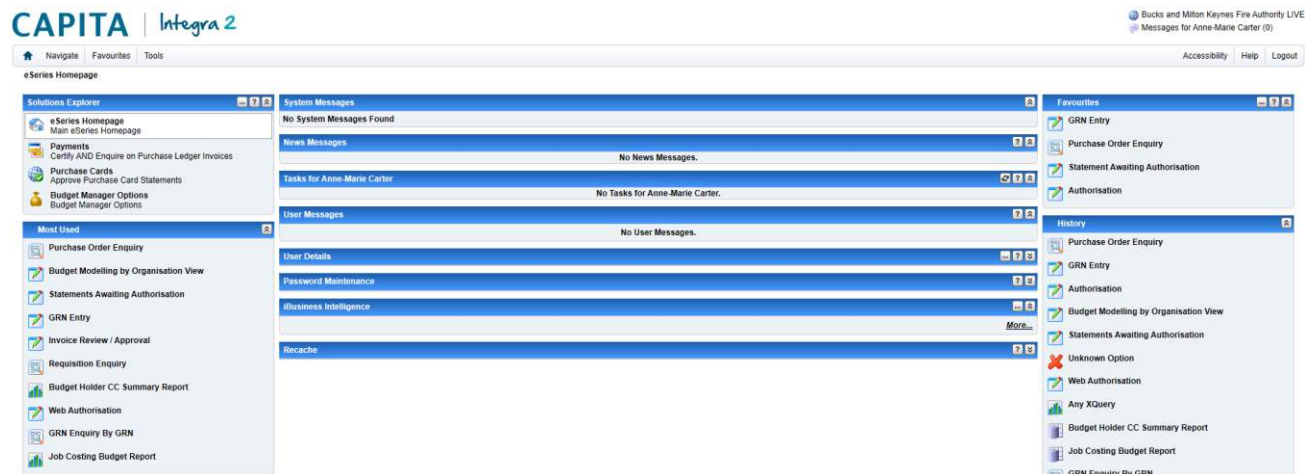 CAPITA Integra 2
Bucks and Milton Keynes Fire Authority LIVE
Messages for Anne-Marie Carter (0)
Navigate Favourites Tools
Accessibility Help Logout
eSeries Homepage
Solutions Explorer
eSeries Homepage
Main eSeries Homepage
Payments
Certify AND Enquire on Purchase Ledger Invoices
Purchase Cards
Approve Purchase Card Statements
Budget Manager Options
Budget Manager Options
Most Used
Purchase Order Enquiry
Budget Modelling by Organisation View
Statements Awaiting Authorisation
GRN Entry
Invoice Review / Approval
Requisition Enquiry
Budget Holder CC Summary Report
Web Authorisation
GRN Enquiry By GRN
Job Costing Budget Report
System Messages
No System Messages Found
News Messages
No News Messages.
Tasks for Anne-Marie Carter
No Tasks for Anne-Marie Carter.
User Messages
No User Messages.
User Details
Password Maintenance
iBusiness Intelligence
More...
Recache
Favourites
GRN Entry
Purchase Order Enquiry
Statement Awaiting Authorisation
Authorisation
History
Purchase Order Enquiry
GRN Entry
Authorisation
Budget Modelling by Organisation View
Statements Awaiting Authorisation
Unknown Option
Web Authorisation
Any XQuery
Budget Holder CC Summary Report
Job Costing Budget Report
GRN Enquiry By GRN